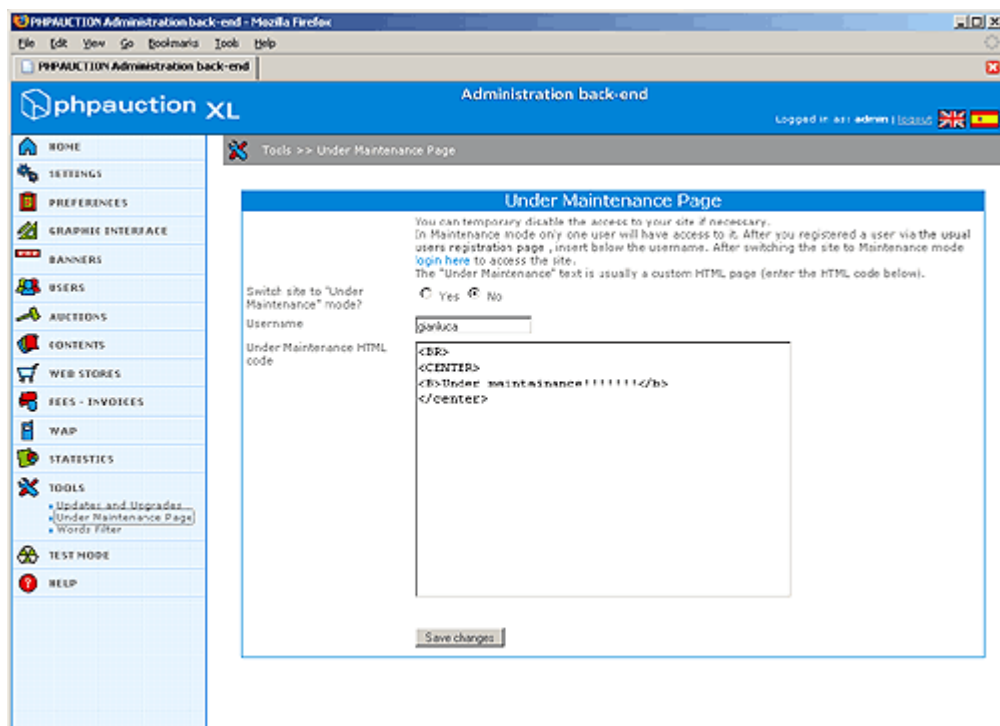 PHPAUCTION Administration back-end - Mozilla Firefox
File Edit View Go Bookmarks Tools Help
PHPAUCTION Administration back-end
phpauction XL
Administration back-end
Logged in as: admin | logout
HOME
SETTINGS
PREFERENCES
GRAPHIC INTERFACE
BANNERS
USERS
AUCTIONS
CONTENTS
WEB STORES
FEES - INVOICES
WAP
STATISTICS
TOOLS
Updates and Upgrades
Under Maintenance Page
Words Filter
TEST MODE
HELP
Tools >> Under Maintenance Page
Under Maintenance Page
You can temporary disable the access to your site if necessary.
In Maintenance mode only one user will have access to it. After you registered a user via the usual
users registration page , insert below the username. After switching the site to Maintenance mode
login here to access the site.
The "Under Maintenance" text is usually a custom HTML page (enter the HTML code below).
Switch site to "Under
Maintenance" mode?
Yes No
Username
gianluca
Under Maintenance HTML
code
<BR>
<CENTER>
<B>Under maintainance!!!!!!!</b>
</center>
Save changes